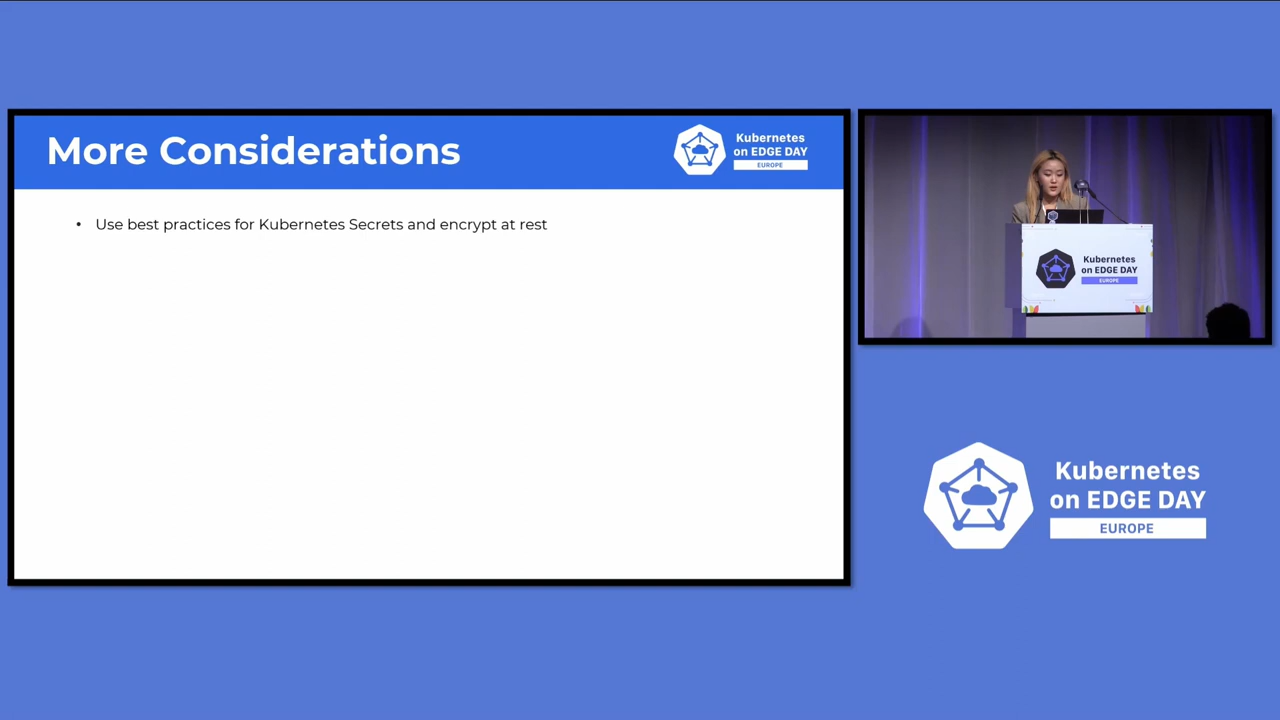 More Considerations
Kubernetes
on EDGE DAY
EUROPE
• Use best practices for Kubernetes Secrets and encrypt at rest
Kubernetes
on EDGE DAY
EUROPE
Kubernetes
on EDGE DAY
EUROPE